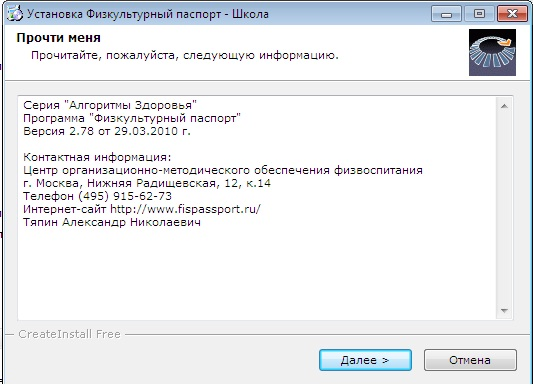 Установка Физкультурный паспорт - Школа
Прочти меня
Прочитайте, пожалуйста, следующую информацию.
Серия "Алгоритмы Здоровья"
Программа "Физкультурный паспорт"
Версия 2.78 от 29.03.2010 г.
Контактная информация:
Центр организационно-методического обеспечения физвоспитания
г. Москва, Нижняя Радищевская, 12, к.14
Телефон (495) 915-62-73
Интернет-сайт http://www.fispassport.ru/
Тяпин Александр Николаевич
CreateInstall Free
Далее >
Отмена